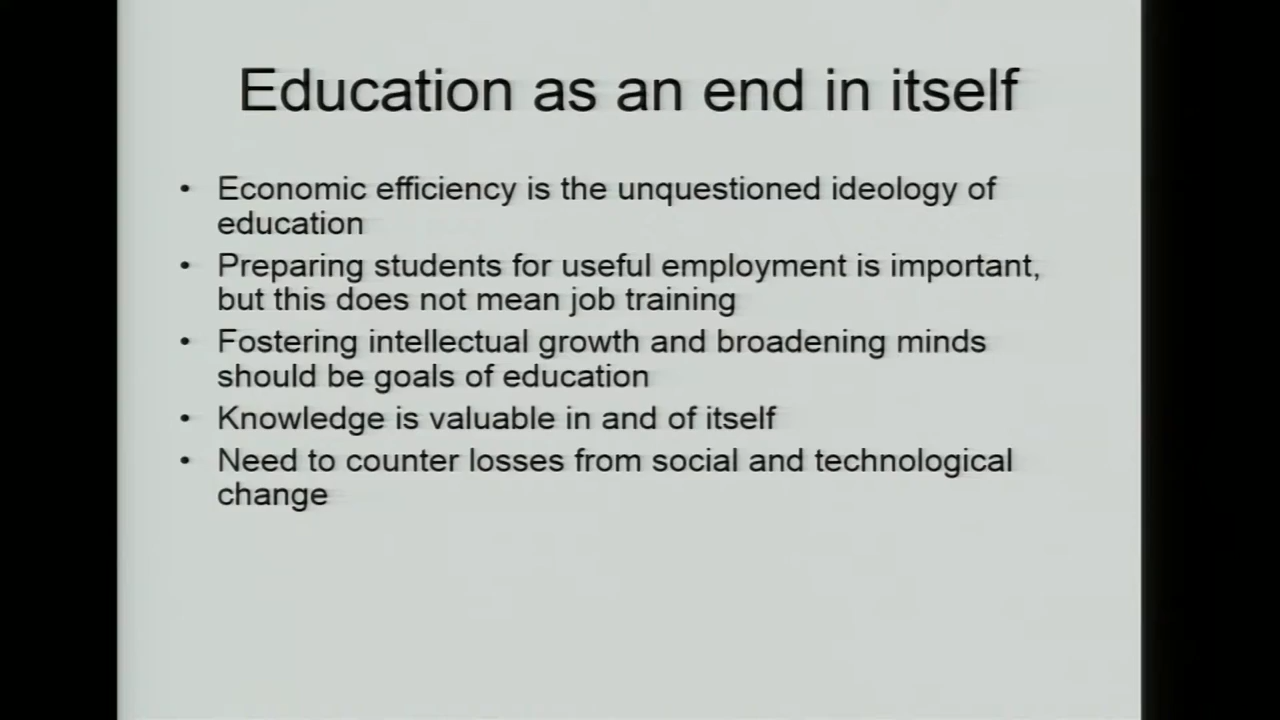 Education as an end in itself
• Economic efficiency is the unquestioned ideology of
education
• Preparing students for useful employment is important,
but this does not mean job training
• Fostering intellectual growth and broadening minds
should be goals of education
• Knowledge is valuable in and of itself
• Need to counter losses from social and technological
change